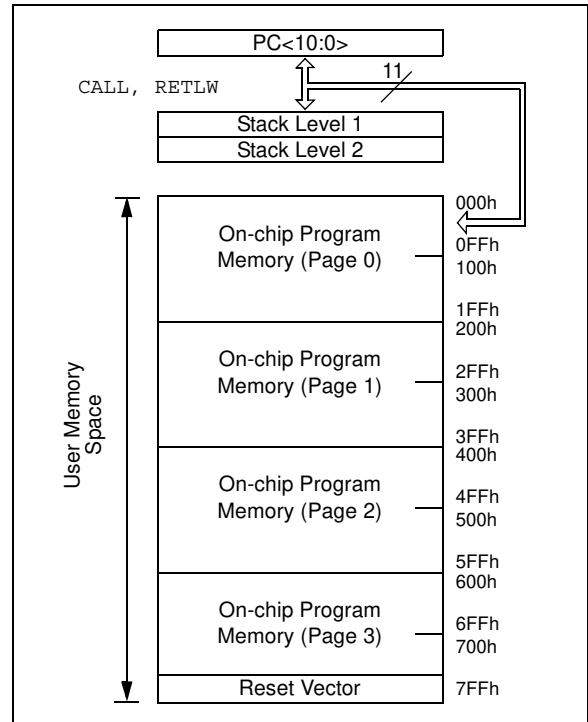 PC<10:0>
CALL, RETLW
11
Stack Level 1
Stack Level 2
User Memory
Space
000h
On-chip Program
Memory (Page 0)
0FFh
100h
1FFh
200h
On-chip Program
Memory (Page 1)
2FFh
300h
3FFh
400h
On-chip Program
Memory (Page 2)
4FFh
500h
5FFh
600h
On-chip Program
Memory (Page 3)
6FFh
700h
Reset Vector
7FFh